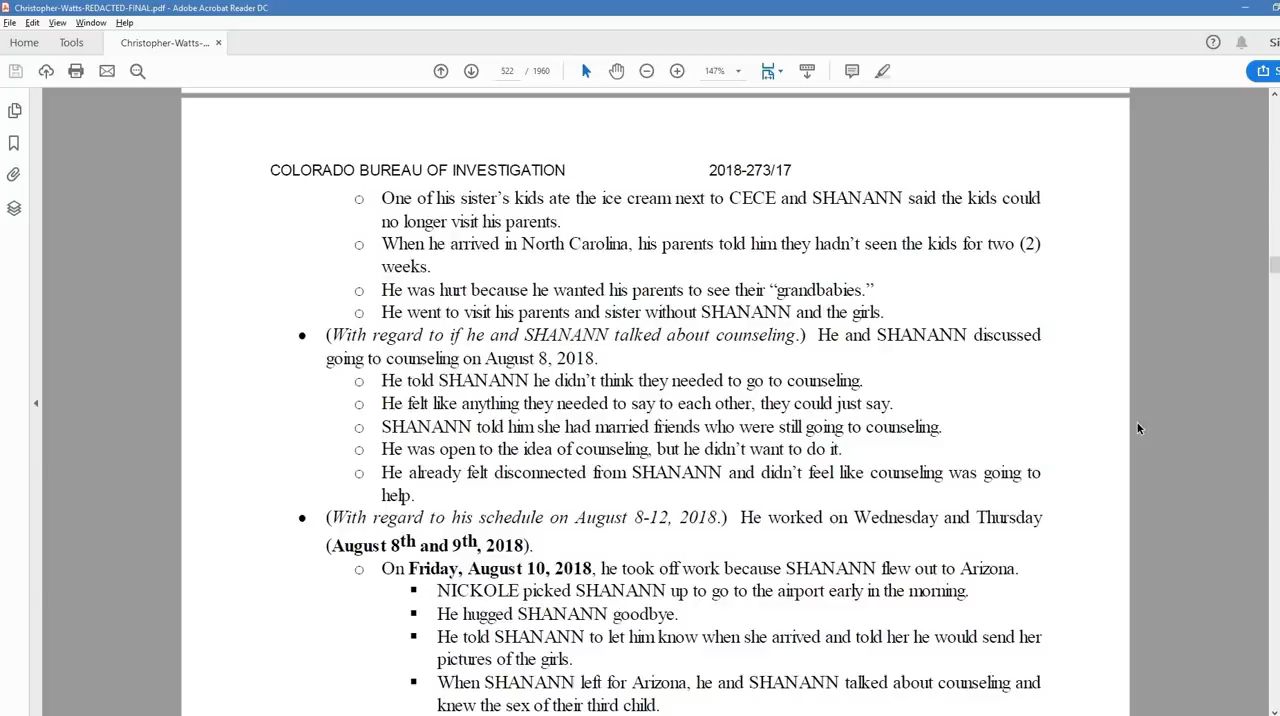 Christopher-Watts-REDACTED-FINAL.pdf - Adobe Acrobat Reader DC
File Edit View Window Help
Home Tools Christopher-Watts-... ×
522 / 1960 147%
COLORADO BUREAU OF INVESTIGATION 2018-273/17
o One of his sister's kids ate the ice cream next to CECE and SHANANN said the kids could
no longer visit his parents.
o When he arrived in North Carolina, his parents told him they hadn't seen the kids for two (2)
weeks.
o He was hurt because he wanted his parents to see their “grandbabies.”
o He went to visit his parents and sister without SHANANN and the girls.
• (With regard to if he and SHANANN talked about counseling.) He and SHANANN discussed
going to counseling on August 8, 2018.
o He told SHANANN he didn't think they needed to go to counseling.
o He felt like anything they needed to say to each other, they could just say.
o SHANANN told him she had married friends who were still going to counseling.
o He was open to the idea of counseling, but he didn't want to do it.
o He already felt disconnected from SHANANN and didn't feel like counseling was going to
help.
• (With regard to his schedule on August 8-12, 2018.) He worked on Wednesday and Thursday
(August 8th and 9th, 2018).
o On Friday, August 10, 2018, he took off work because SHANANN flew out to Arizona.
▪ NICKOLE picked SHANANN up to go to the airport early in the morning.
▪ He hugged SHANANN goodbye.
▪ He told SHANANN to let him know when she arrived and told her he would send her
pictures of the girls.
▪ When SHANANN left for Arizona, he and SHANANN talked about counseling and
knew the sex of their third child.